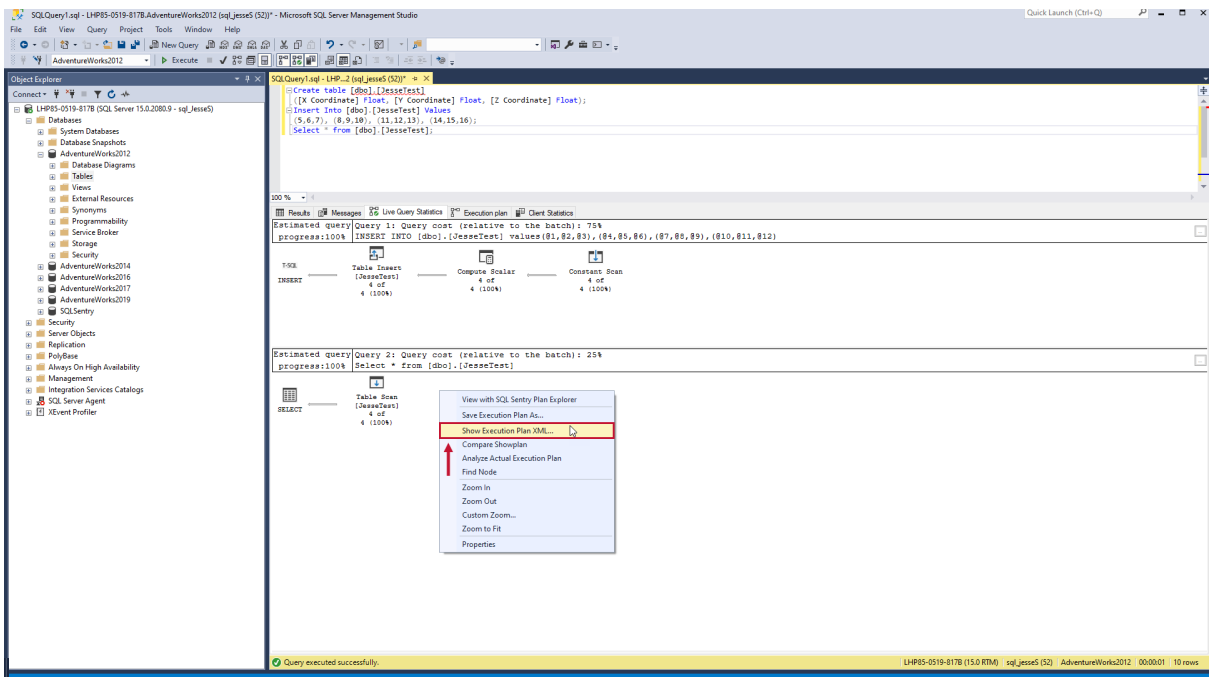 SQLQuery1.sql - LHP85-0519-817B.AdventureWorks2012 (sql_jesseS (52))* - Microsoft SQL Server Management Studio
Quick Launch (Ctrl+Q)
File Edit View Query Project Tools Window Help
New Query
AdventureWorks2012
Execute
Object Explorer
Connect
LHP85-0519-817B (SQL Server 15.0.2080.9 - sql_JesseS)
Databases
System Databases
Database Snapshots
AdventureWorks2012
Database Diagrams
Tables
Views
External Resources
Synonyms
Programmability
Service Broker
Storage
Security
AdventureWorks2014
AdventureWorks2016
AdventureWorks2017
AdventureWorks2019
SQLSentry
Security
Server Objects
Replication
PolyBase
Always On High Availability
Management
Integration Services Catalogs
SQL Server Agent
XEvent Profiler
SQLQuery1.sql - LHP...2 (sql_jesseS (52))*
Create table [dbo].[JesseTest]
([X Coordinate] Float, [Y Coordinate] Float, [Z Coordinate] Float);
Insert Into [dbo].[JesseTest] Values
(5,6,7), (8,9,10), (11,12,13), (14,15,16);
Select * from [dbo].[JesseTest];
100 %
Results Messages Live Query Statistics Execution plan Client Statistics
Estimated query Query 1: Query cost (relative to the batch): 75%
progress:100% INSERT INTO [dbo].[JesseTest] values(@1,@2,@3),(@4,@5,@6),(@7,@8,@9),(@10,@11,@12)
T-SQL
INSERT
Table Insert
[JesseTest]
4 of
4 (100%)
Compute Scalar
4 of
4 (100%)
Constant Scan
4 of
4 (100%)
Estimated query Query 2: Query cost (relative to the batch): 25%
progress:100% Select * from [dbo].[JesseTest]
SELECT
Table Scan
[JesseTest]
4 of
4 (100%)
View with SQL Sentry Plan Explorer
Save Execution Plan As...
Show Execution Plan XML...
Compare Showplan
Analyze Actual Execution Plan
Find Node
Zoom In
Zoom Out
Custom Zoom...
Zoom to Fit
Properties
Query executed successfully.
LHP85-0519-817B (15.0 RTM) sql_jesseS (52) AdventureWorks2012 00:00:01 10 rows